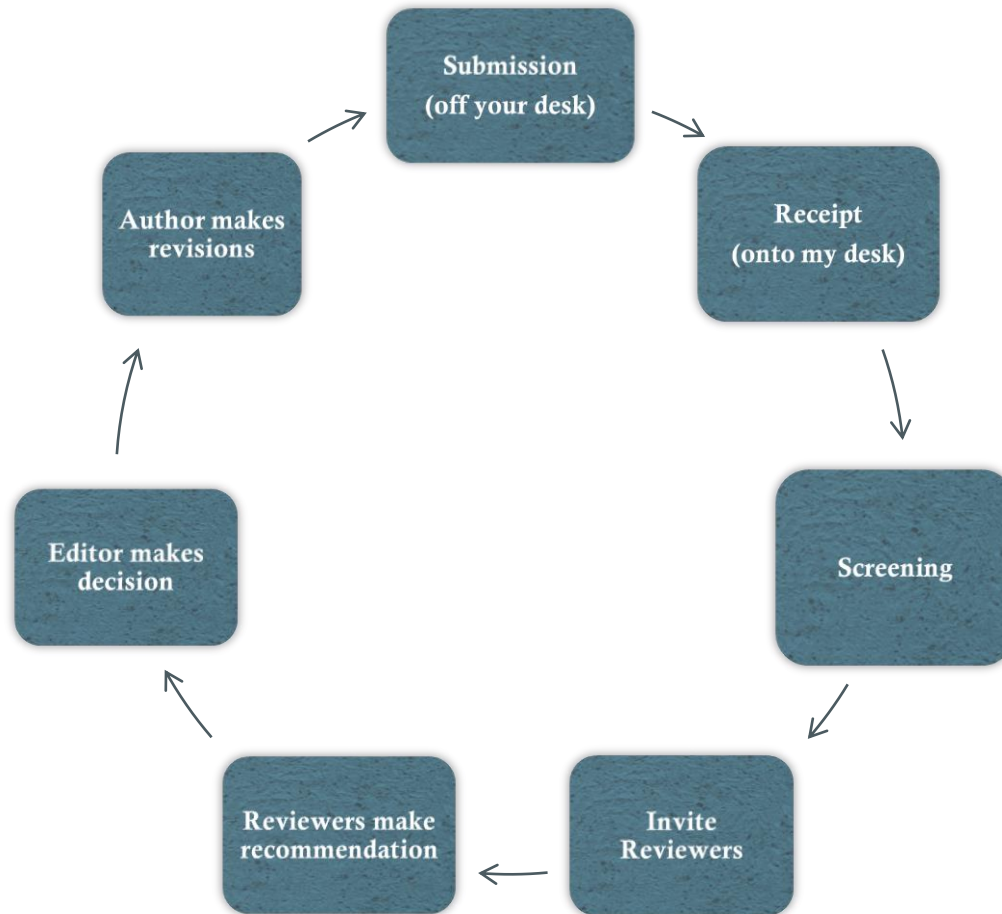 Submission
(off your desk)
Receipt
(onto my desk)
Screening
Invite
Reviewers
Reviewers make
recommendation
Editor makes
decision
Author makes
revisions